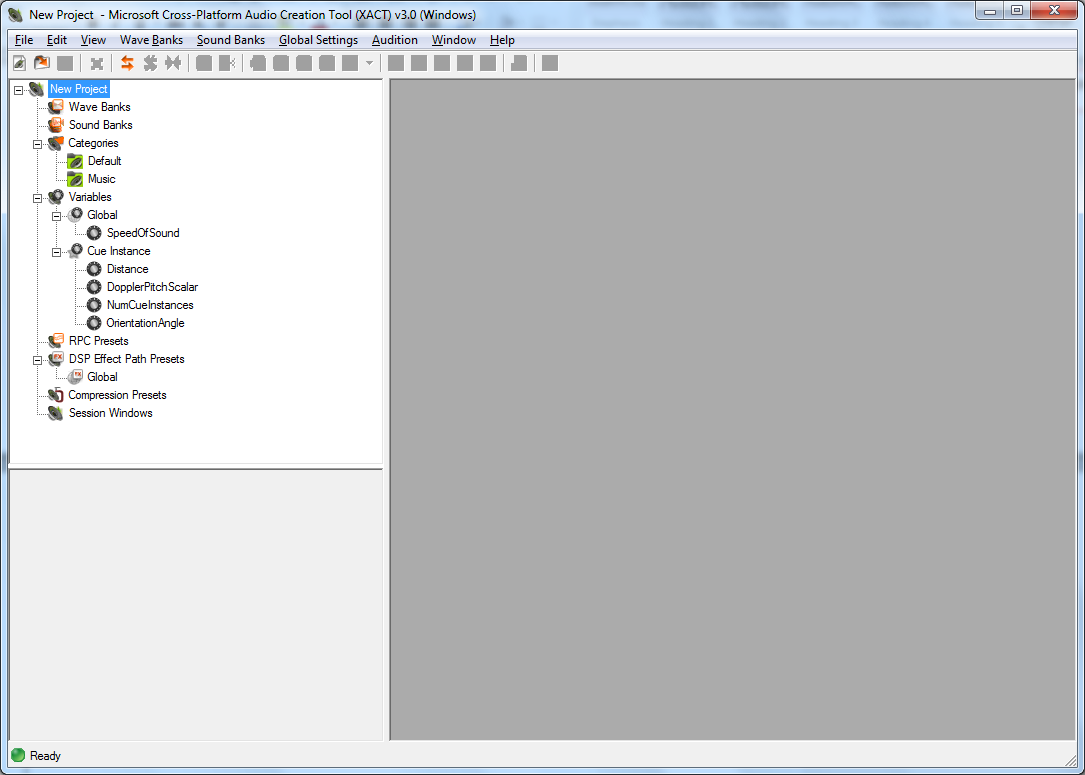 New Project - Microsoft Cross-Platform Audio Creation Tool (XACT) v3.0 (Windows)
File Edit View Wave Banks Sound Banks Global Settings Audition Window Help
New Project
Wave Banks
Sound Banks
Categories
Default
Music
Variables
Global
SpeedOfSound
Cue Instance
Distance
DopplerPitchScalar
NumCueInstances
OrientationAngle
RPC Presets
DSP Effect Path Presets
Global
Compression Presets
Session Windows
Ready